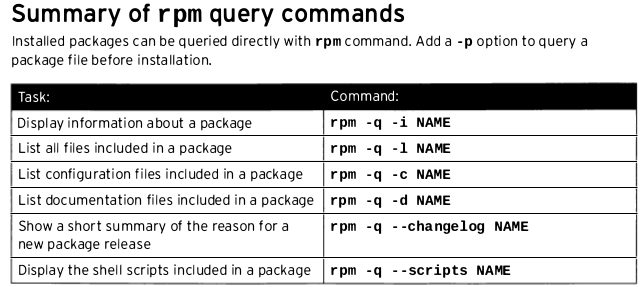 Summary of rpm query commands
Installed packages can be queried directly with rpm command. Add a -p option to query a
package file before installation.
Task: Command:
Display information about a package rpm -q -i NAME
List all files included in a package rpm -q -l NAME
List configuration files included in a package rpm -q -c NAME
List documentation files included in a package rpm -q -d NAME
Show a short summary of the reason for a rpm -q --changelog NAME
new package release
Display the shell scripts included in a package rpm -q --scripts NAME